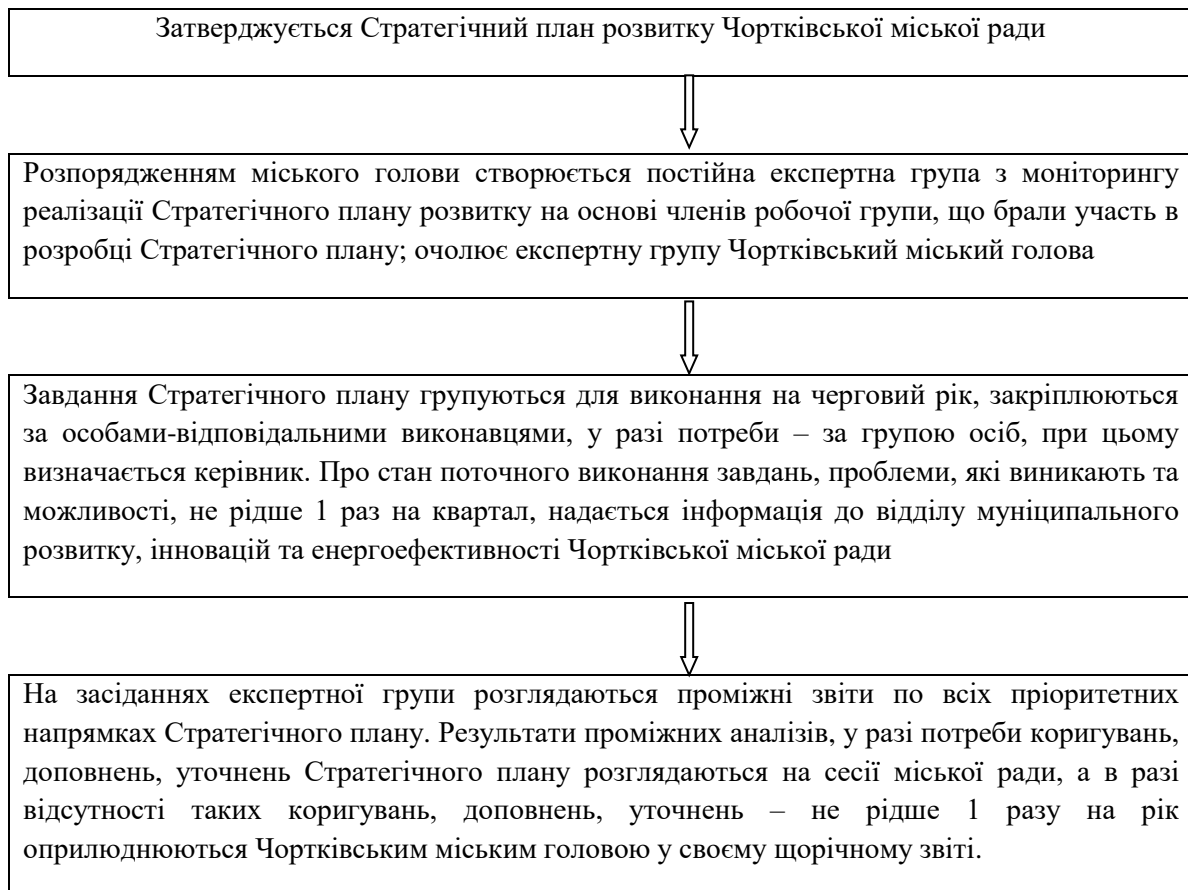 Затверджується Стратегічний план розвитку Чортківської міської ради
Розпорядженням міського голови створюється постійна експертна група з моніторингу
реалізації Стратегічного плану розвитку на основі членів робочої групи, що брали участь в
розробці Стратегічного плану; очолює експертну групу Чортківський міський голова
Завдання Стратегічного плану групуються для виконання на черговий рік, закріплюються
за особами-відповідальними виконавцями, у разі потреби – за групою осіб, при цьому
визначається керівник. Про стан поточного виконання завдань, проблеми, які виникають та
можливості, не рідше 1 раз на квартал, надається інформація до відділу муніципального
розвитку, інновацій та енергоефективності Чортківської міської ради
На засіданнях експертної групи розглядаються проміжні звіти по всіх пріоритетних
напрямках Стратегічного плану. Результати проміжних аналізів, у разі потреби коригувань,
доповнень, уточнень Стратегічного плану розглядаються на сесії міської ради, а в разі
відсутності таких коригувань, доповнень, уточнень – не рідше 1 разу на рік
оприлюднюються Чортківським міським головою у своєму щорічному звіті.